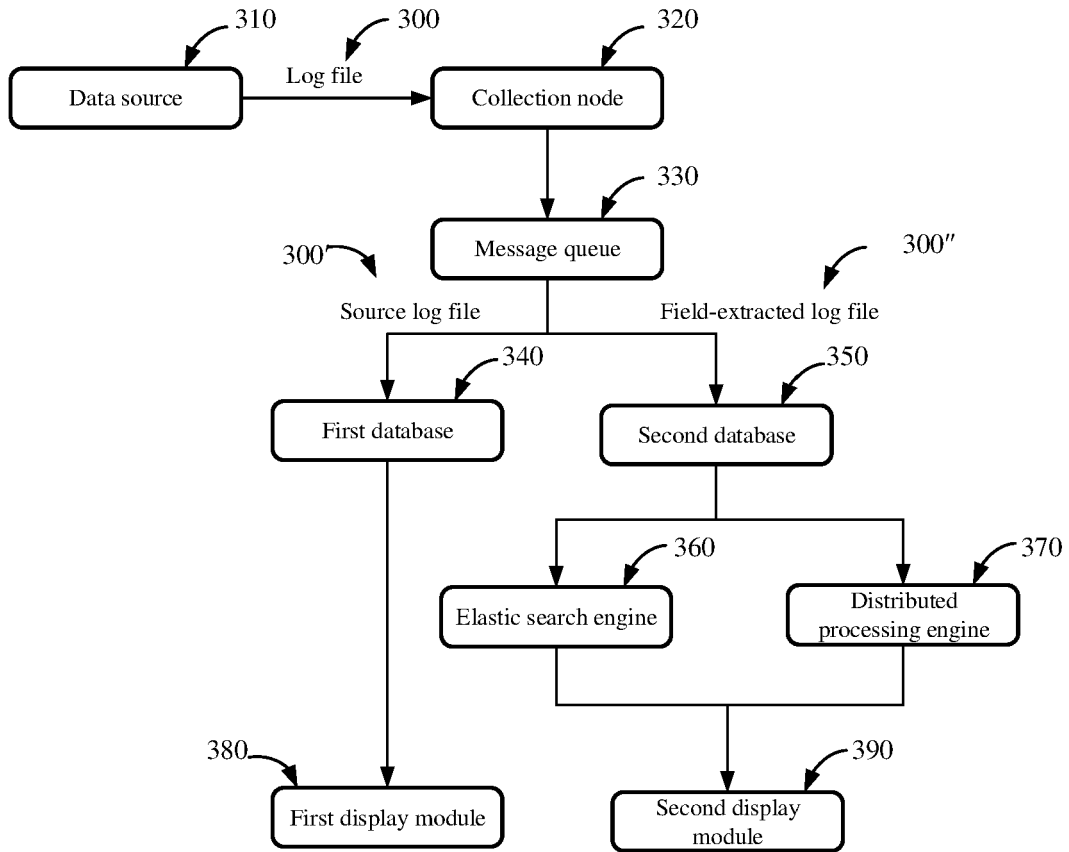 310
300
320
Log file
Data source
Collection node
330
Message queue
300'
300″
Source log file
Field-extracted log file
340
350
First database
Second database
360
370
Elastic search engine
Distributed
processing engine
380
390
First display module
Second display
module